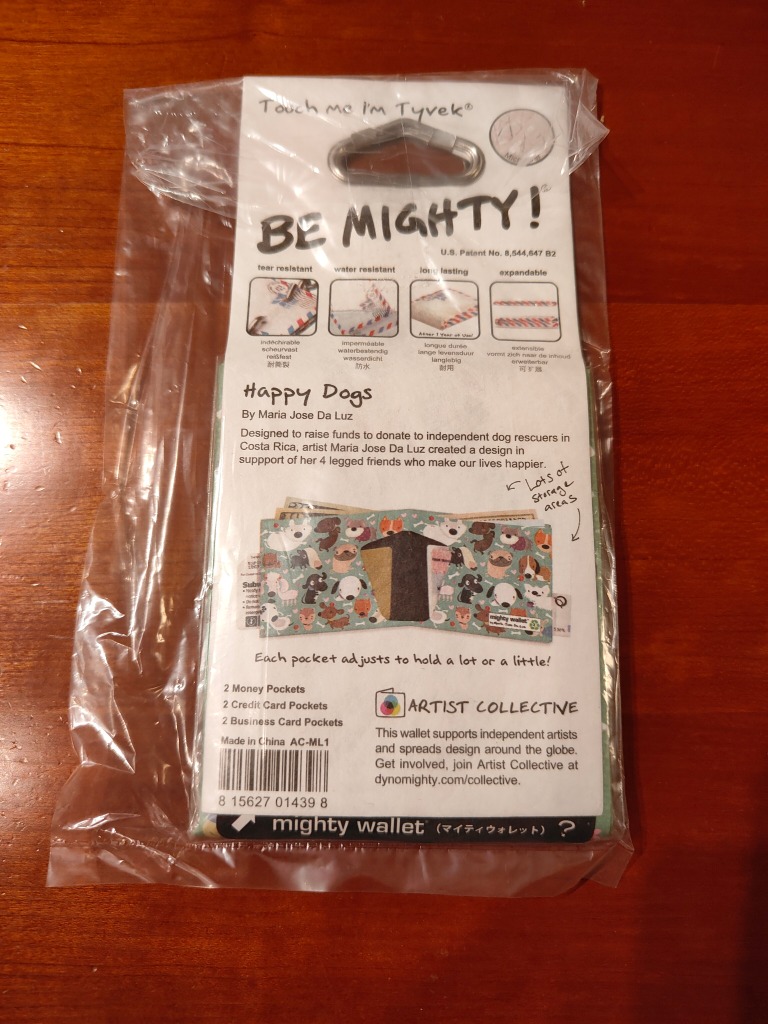 Touch me I'm Tyvek®
BE MIGHTY!
U.S. Patent No. 8,544,647 B2
tear resistant water resistant long lasting expandable
After 1 Year of Use!
indéchirable imperméable longue durée extensible
scheurvast waterbestendig lange levensduur vormt zich naar de inhoud
reißfest wasserdicht langlebig erweiterbar
耐撕裂 防水 耐用 可扩展
Happy Dogs
By Maria Jose Da Luz
Designed to raise funds to donate to independent dog rescuers in
Costa Rica, artist Maria Jose Da Luz created a design in
suppport of her 4 legged friends who make our lives happier.
Lots of
storage
areas
mighty wallet
Each pocket adjusts to hold a lot or a little!
2 Money Pockets
2 Credit Card Pockets
2 Business Card Pockets
Made in China AC-ML1
8 15627 01439 8
ARTIST COLLECTIVE
This wallet supports independent artists
and spreads design around the globe.
Get involved, join Artist Collective at
dynomighty.com/collective.
mighty wallet® (マイティウォレット) ?